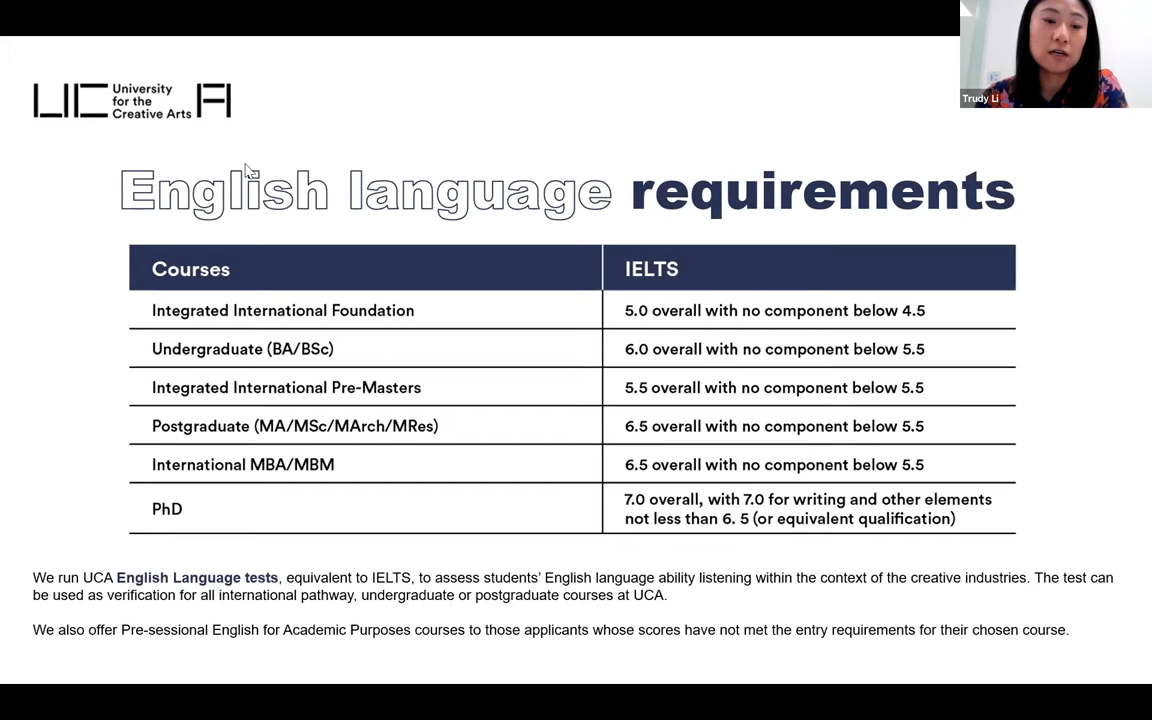 University
for the
Creative Arts
Trudy Li
English language requirements
Courses IELTS
Integrated International Foundation 5.0 overall with no component below 4.5
Undergraduate (BA/BSc) 6.0 overall with no component below 5.5
Integrated International Pre-Masters 5.5 overall with no component below 5.5
Postgraduate (MA/MSc/MArch/MRes) 6.5 overall with no component below 5.5
International MBA/MBM 6.5 overall with no component below 5.5
PhD 7.0 overall, with 7.0 for writing and other elements
not less than 6. 5 (or equivalent qualification)
We run UCA English Language tests, equivalent to IELTS, to assess students’ English language ability listening within the context of the creative industries. The test can
be used as verification for all international pathway, undergraduate or postgraduate courses at UCA.
We also offer Pre-sessional English for Academic Purposes courses to those applicants whose scores have not met the entry requirements for their chosen course.